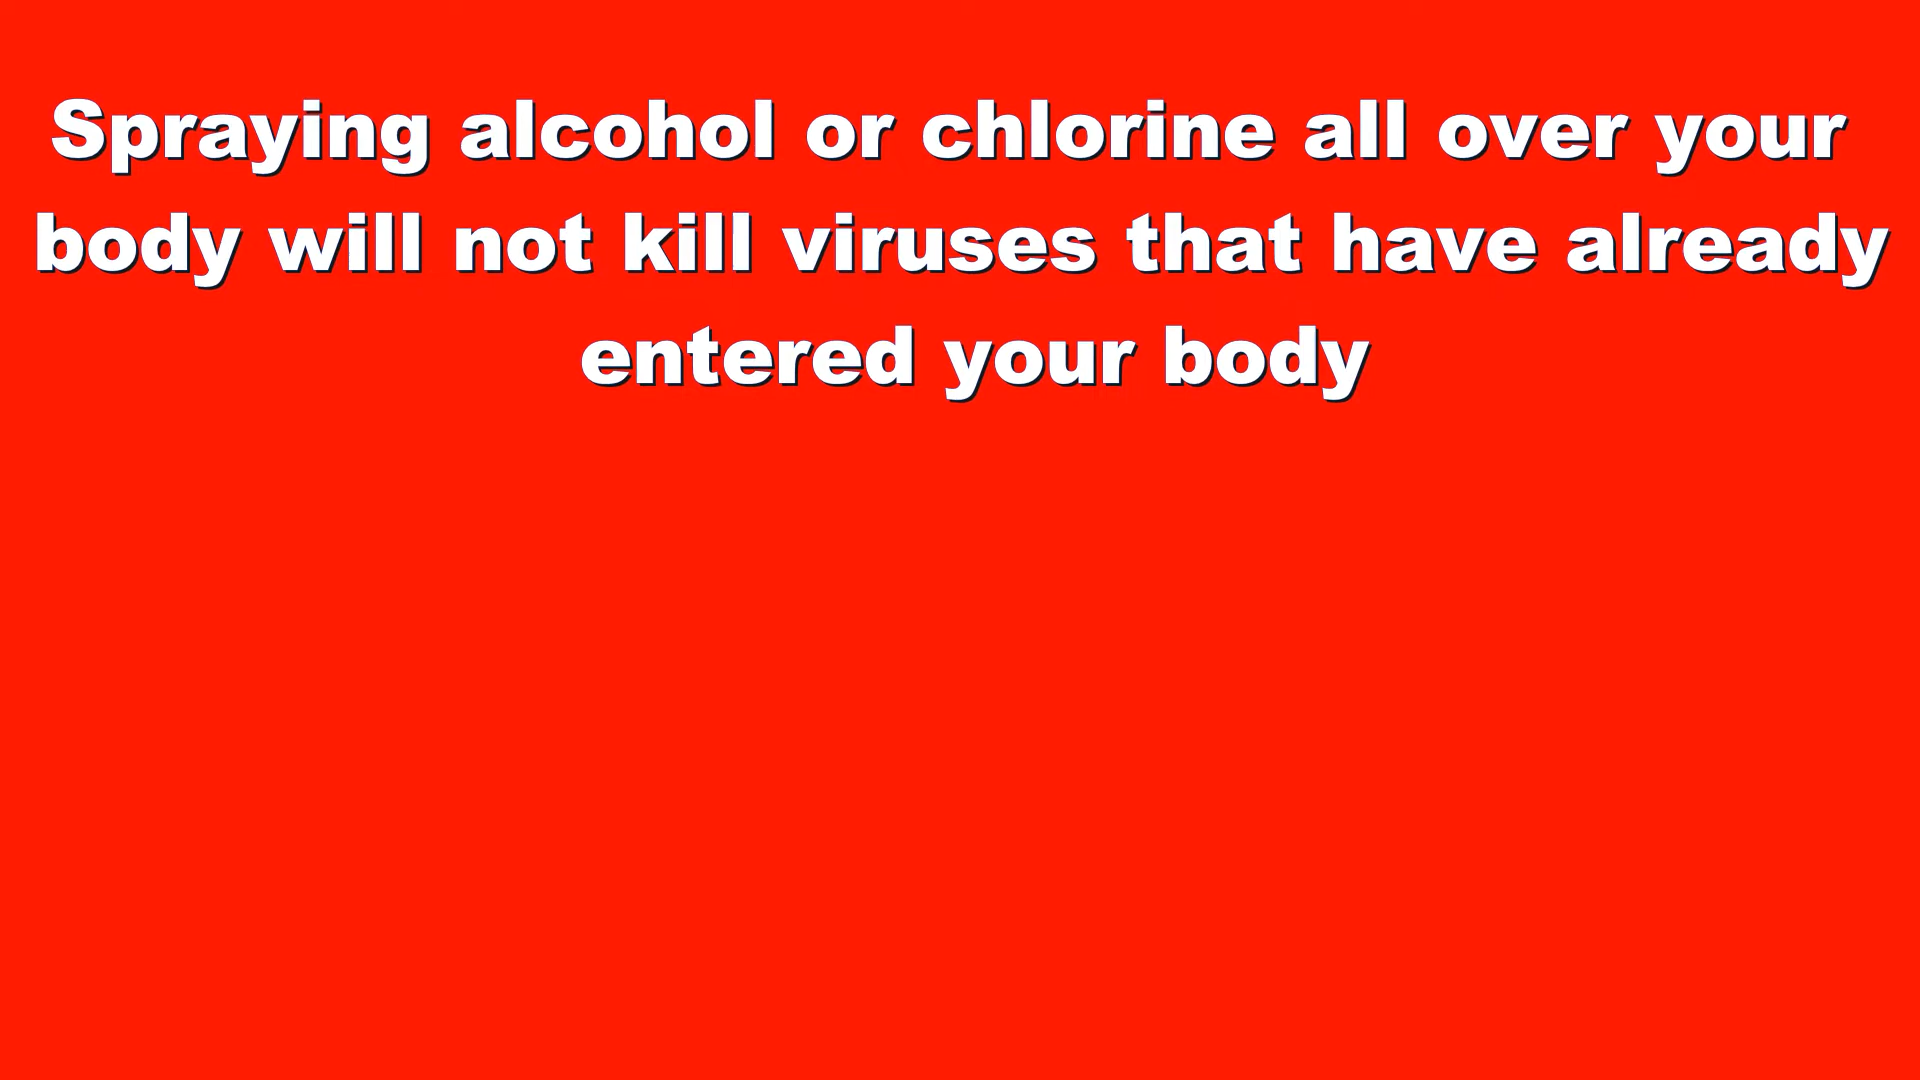 Spraying alcohol or chlorine all over your
body will not kill viruses that have already
entered your body